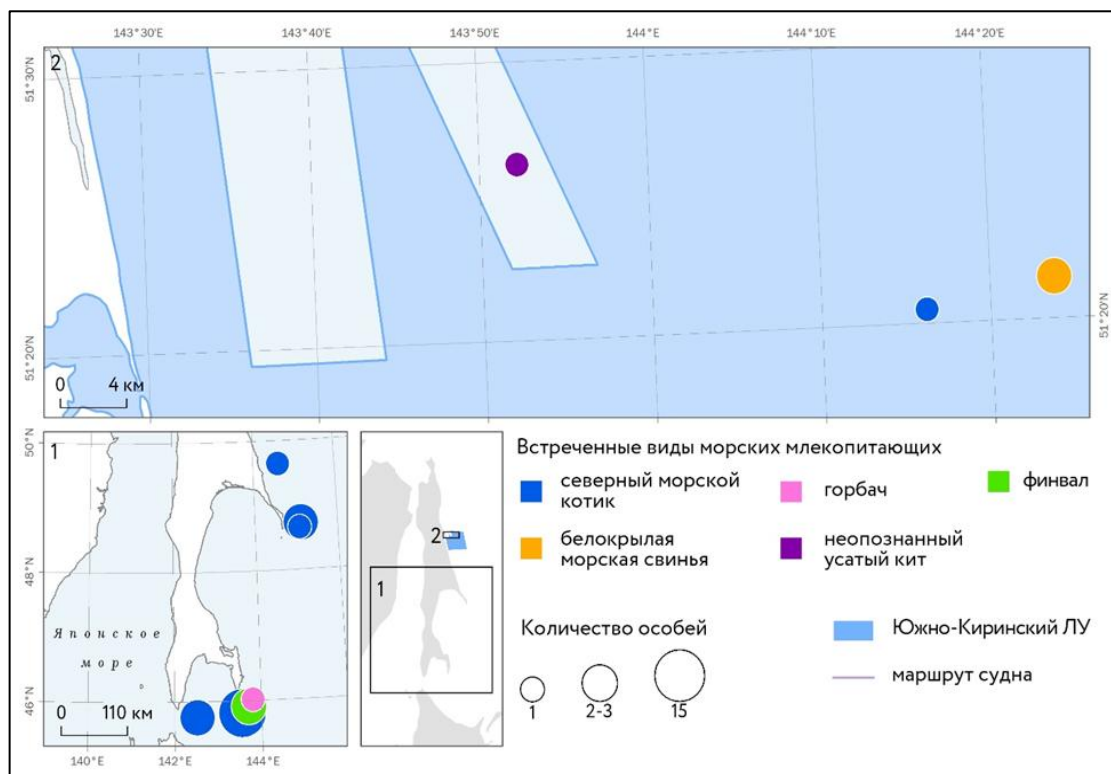 143°30'E 143°40'E 143°50'E 144°E 144°10'E 144°20'E
2
51°30'N
51°20'N
51°20'N
0 4 км
1
50°N
48°N
46°N
Японское
море
0 110 км
140°E 142°E 144°E
2
1
Встреченные виды морских млекопитающих
северный морской
котик
горбач
финвал
белокрылая
морская свинья
неопознанный
усатый кит
Количество особей
1 2-3 15
Южно-Киринский ЛУ
маршрут судна